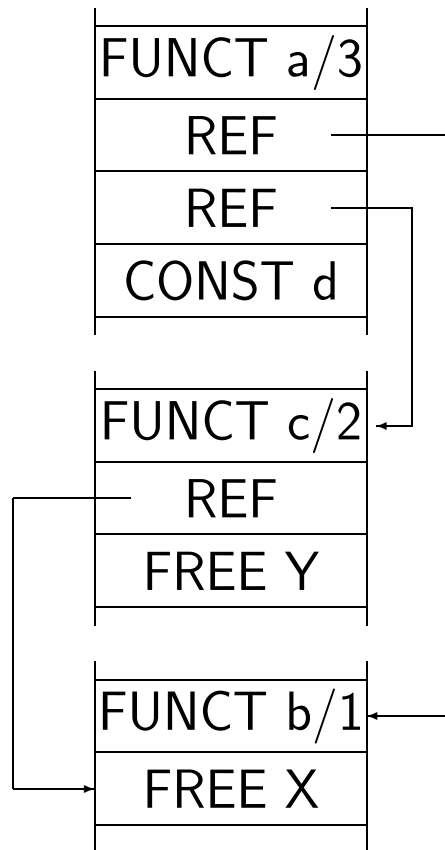 FUNCT a/3
REF
REF
CONST d
FUNCT c/2
REF
FREE Y
FUNCT b/1
FREE X